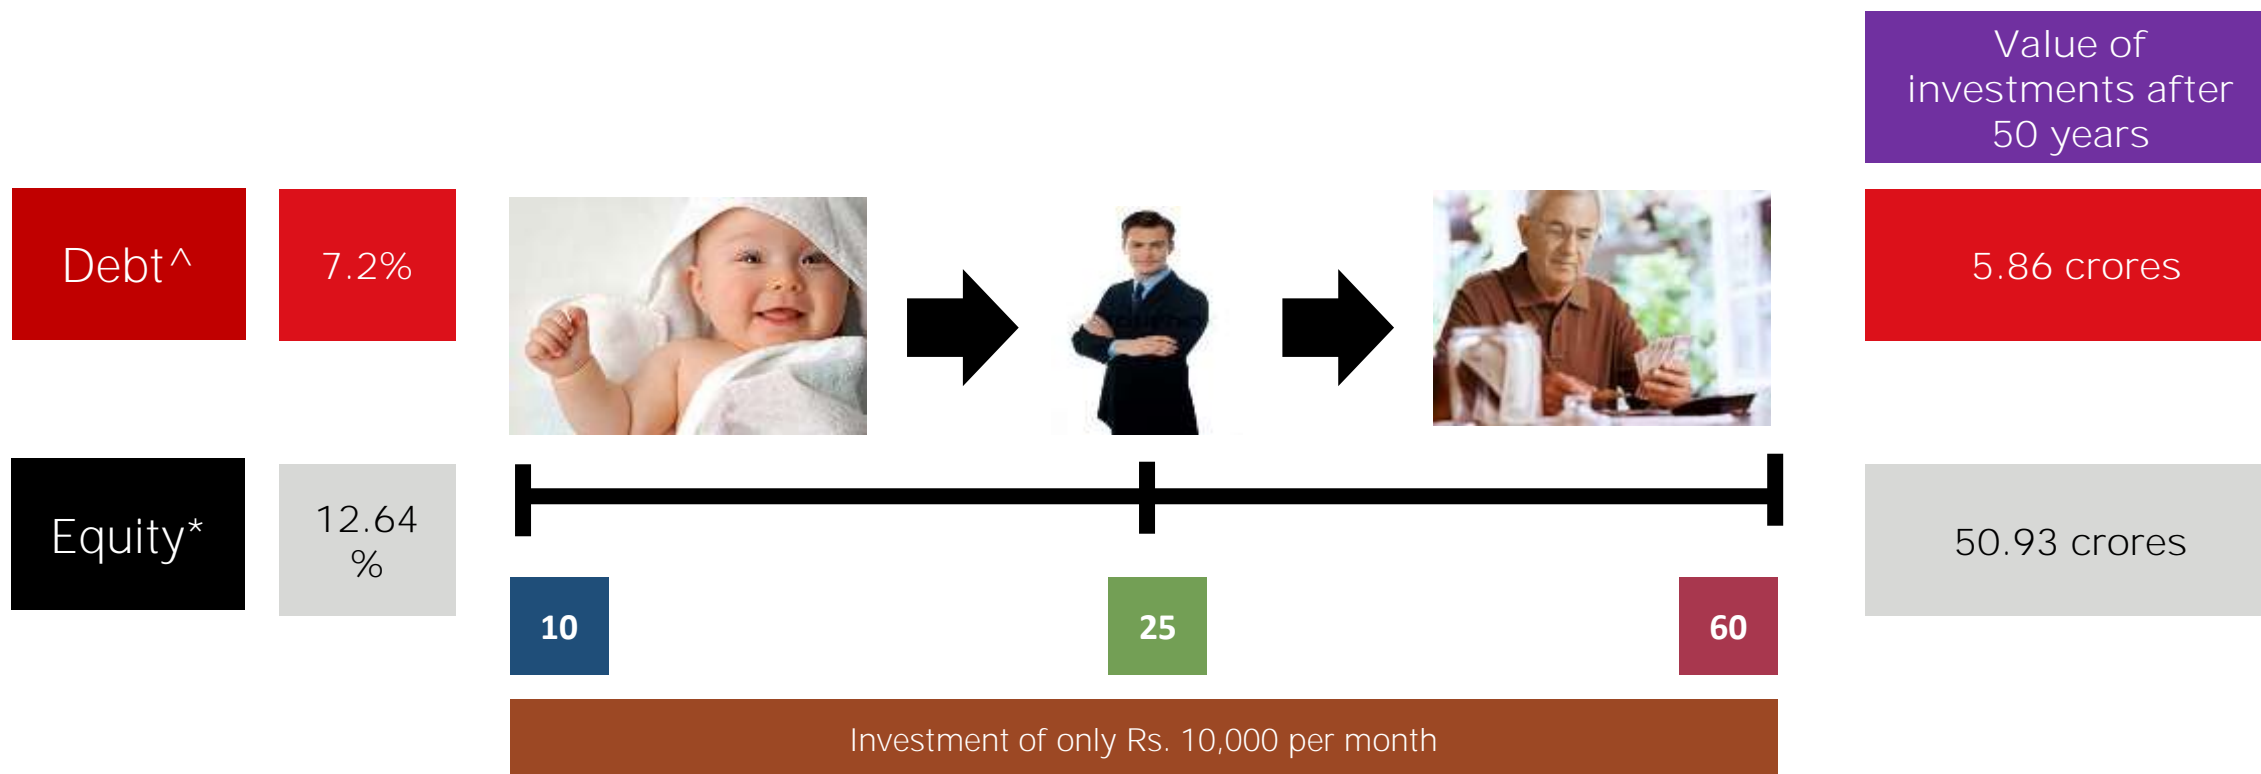 Value of
investments after
50 years
Debt^
7.2%
5.86 crores
Equity*
12.64
%
50.93 crores
10
25
60
Investment of only Rs. 10,000 per month